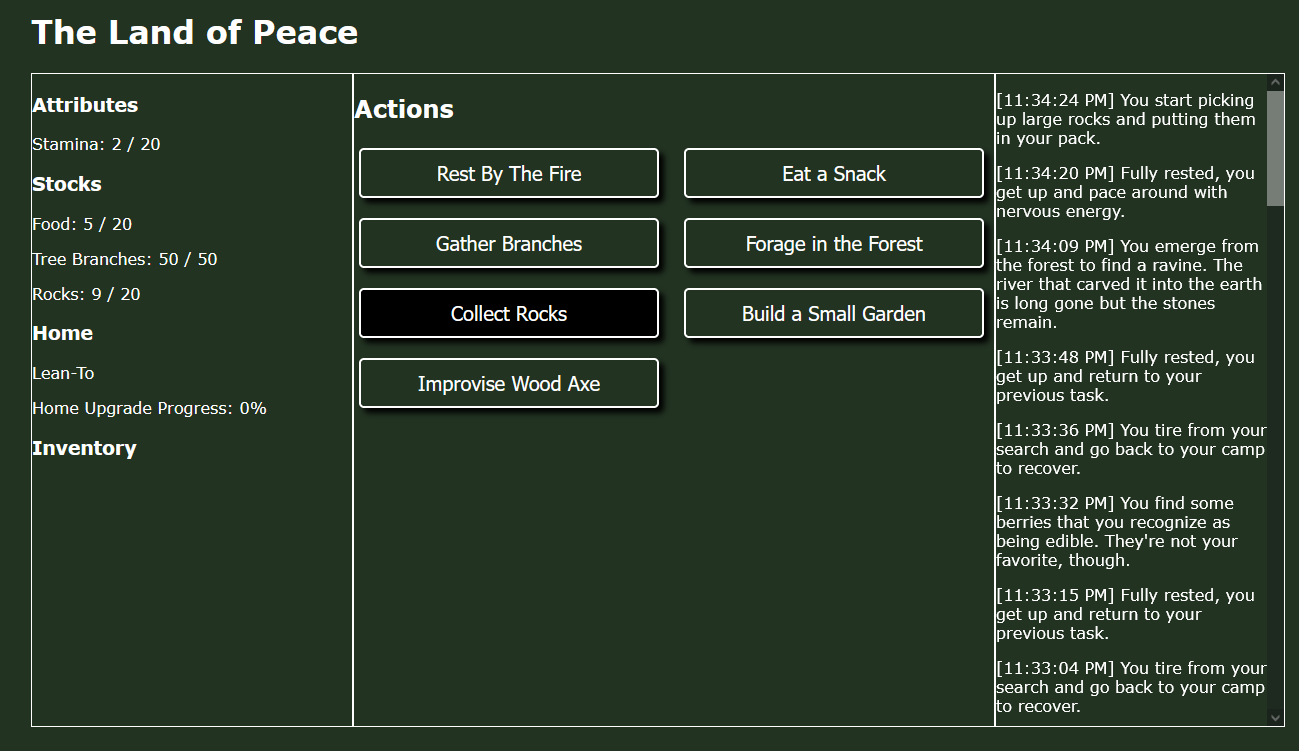 The Land of Peace
Attributes
Stamina: 2 / 20
Stocks
Food: 5 / 20
Tree Branches: 50 / 50
Rocks: 9 / 20
Home
Lean-To
Home Upgrade Progress: 0%
Inventory
Actions
Rest By The Fire
Eat a Snack
Gather Branches
Forage in the Forest
Collect Rocks
Build a Small Garden
Improvise Wood Axe
[11:34:24 PM] You start picking
up large rocks and putting them
in your pack.
[11:34:20 PM] Fully rested, you
get up and pace around with
nervous energy.
[11:34:09 PM] You emerge from
the forest to find a ravine. The
river that carved it into the earth
is long gone but the stones
remain.
[11:33:48 PM] Fully rested, you
get up and return to your
previous task.
[11:33:36 PM] You tire from your
search and go back to your camp
to recover.
[11:33:32 PM] You find some
berries that you recognize as
being edible. They're not your
favorite, though.
[11:33:15 PM] Fully rested, you
get up and return to your
previous task.
[11:33:04 PM] You tire from your
search and go back to your camp
to recover.